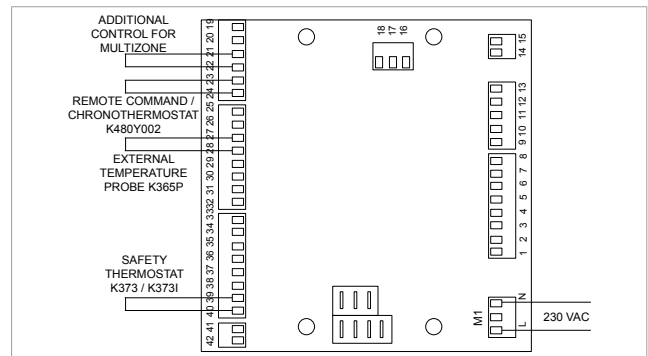 ADDITIONAL
CONTROL FOR
MULTIZONE
REMOTE COMMAND /
CHRONOTHERMOSTAT
K480Y002
EXTERNAL
TEMPERATURE
PROBE K365P
SAFETY
THERMOSTAT
K373 / K373I
19
20
21
22
23
24
25
26
27
28
29
30
31
32
33
34
35
36
37
38
39
40
41
42
18
17
16
15
14
13
12
11
10
9
8
7
6
5
4
3
2
1
M1
N
L
230 VAC